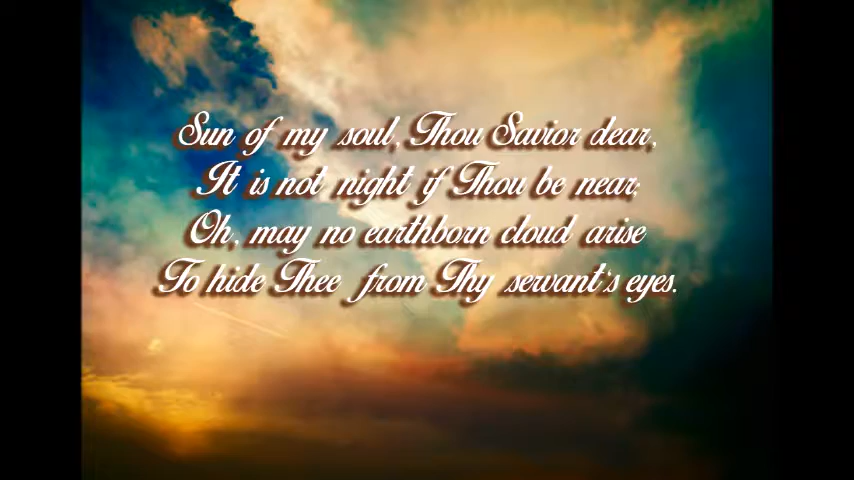 Sun of my soul, Thou Savior dear,
It is not night if Thou be near;
Oh, may no earthborn cloud arise
To hide Thee from Thy servant's eyes.